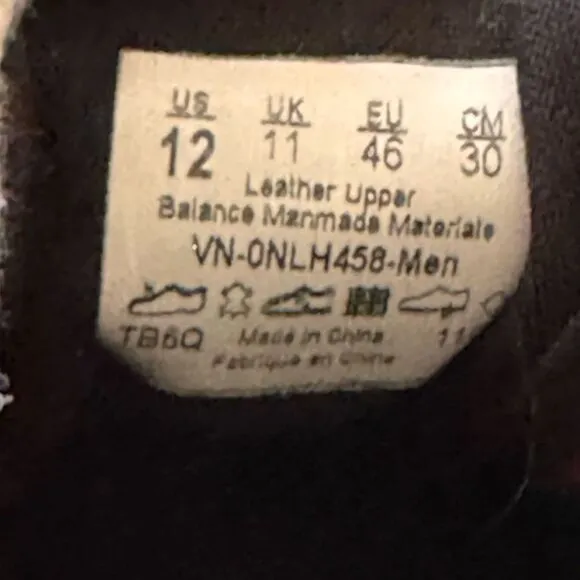 US UK EU CM
12 11 46 30
Leather Upper
Balance Manmade Materials
VN-0NLH458-Men
TB6Q Made in China 11
Fabrique en Chine